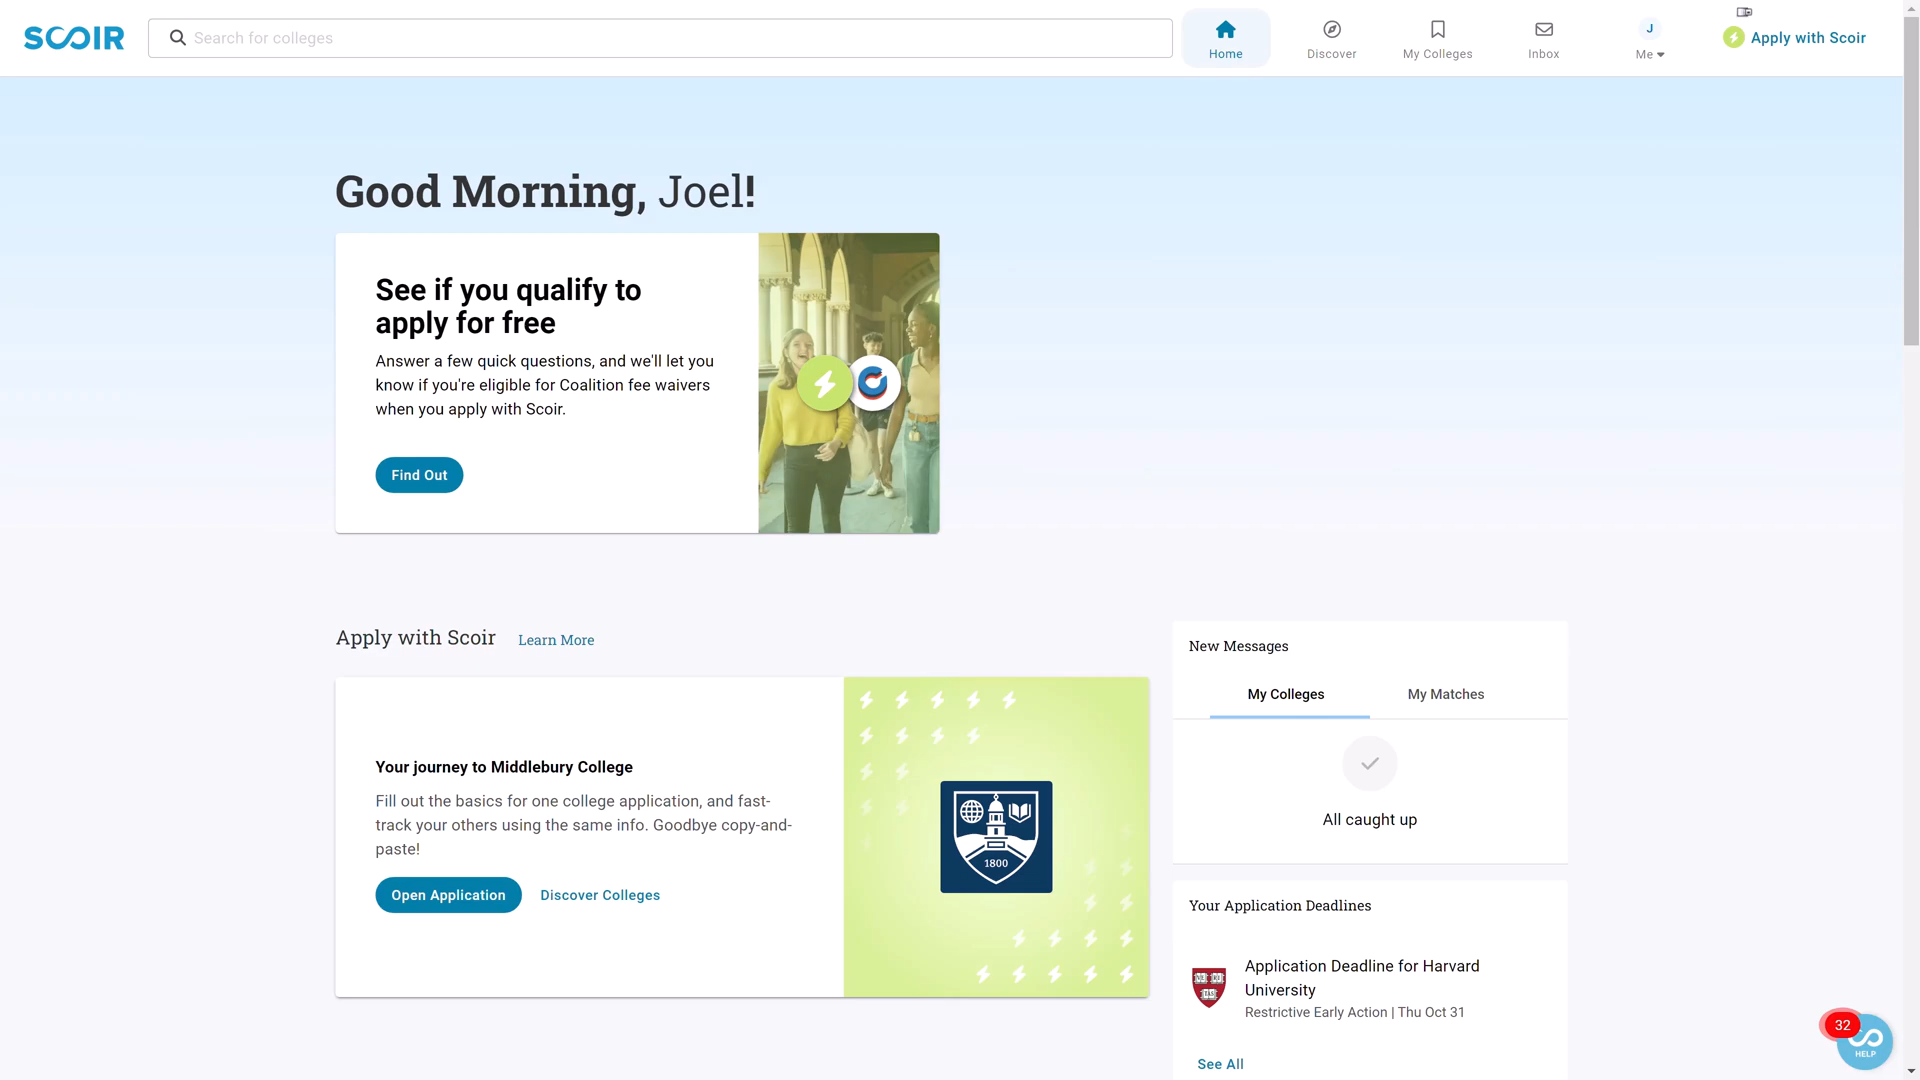 SCOIR
Search for colleges
Home
Discover
My Colleges
Inbox
J
Me
Apply with Scoir
Good Morning, Joel!
See if you qualify to
apply for free
Answer a few quick questions, and we'll let you
know if you're eligible for Coalition fee waivers
when you apply with Scoir.
Find Out
Apply with Scoir
Learn More
Your journey to Middlebury College
Fill out the basics for one college application, and fast-
track your others using the same info. Goodbye copy-and-
paste!
Open Application
Discover Colleges
1800
New Messages
My Colleges
My Matches
All caught up
Your Application Deadlines
Application Deadline for Harvard
University
Restrictive Early Action | Thu Oct 31
See All
32
HELP